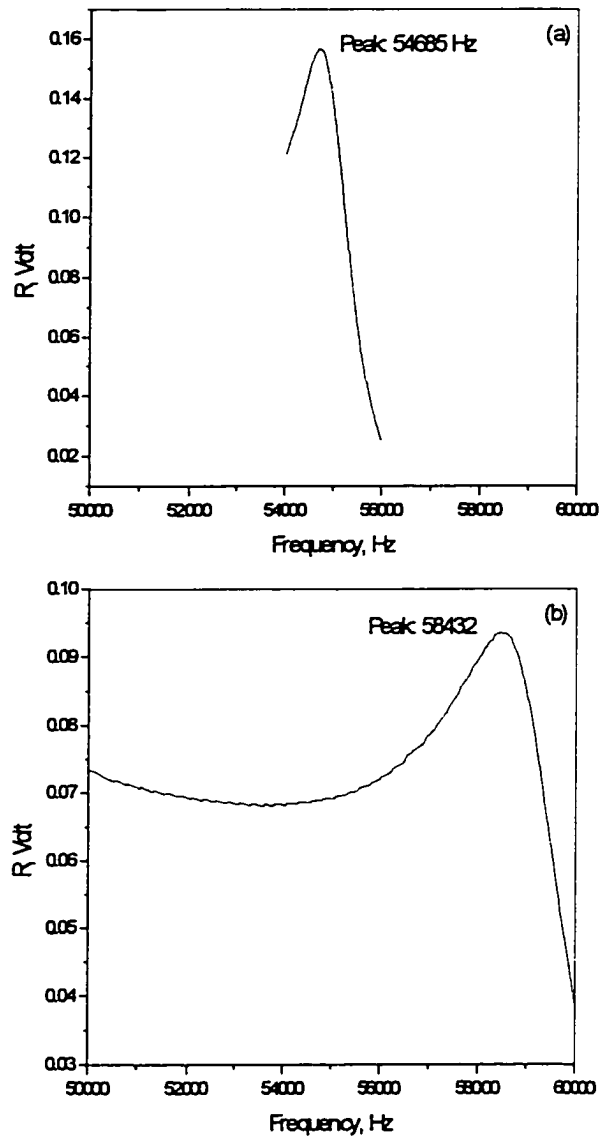 (a)
Peak: 54685 Hz
0.16
0.14
0.12
0.10
0.08
0.06
0.04
0.02
R, Volt
50000 52000 54000 56000 58000 60000
Frequency, Hz
(b)
Peak: 58432
0.10
0.09
0.08
0.07
0.06
0.05
0.04
0.03
R, Volt
50000 52000 54000 56000 58000 60000
Frequency, Hz